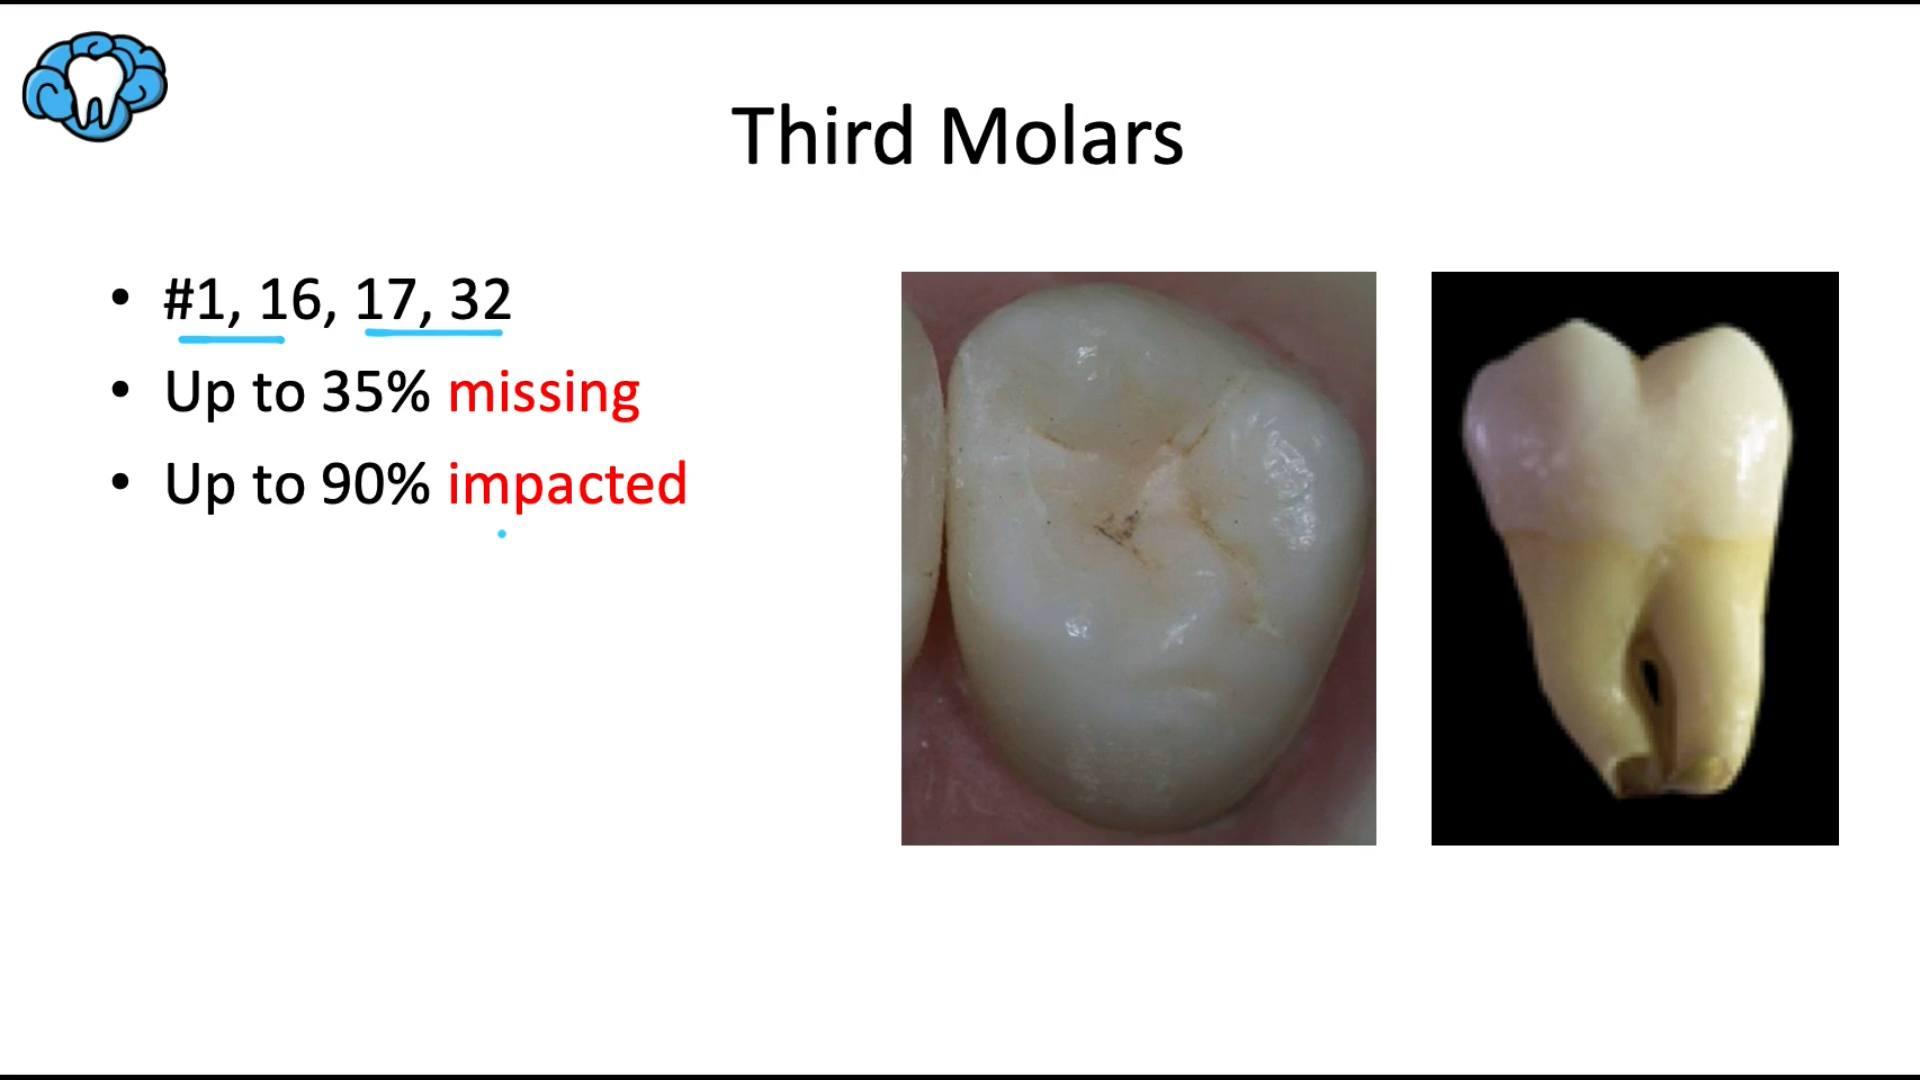 Third Molars
• #1, 16, 17, 32
• Up to 35% missing
• Up to 90% impacted